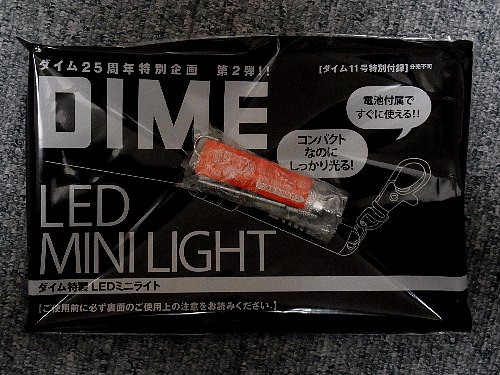 ダイム25周年特別企画 第2弾!!
【ダイム11号特別付録】分売不可
DIME
電池付属で
すぐに使える!!
コンパクト
なのに
しっかり光る!
LED
MINI LIGHT
ダイム特製 LEDミニライト
【ご使用前に必ず裏面のご使用上の注意をお読みください。】